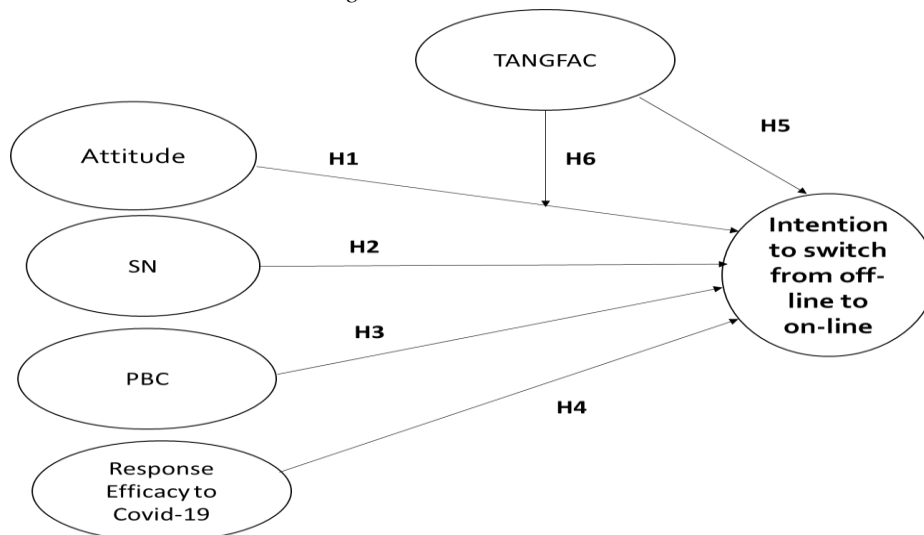 TANGFAC
H5
Attitude
H1
H6
Intention
to switch
from off-
line to
on-line
SN
H2
PBC
H3
H4
Response
Efficacy to
Covid-19